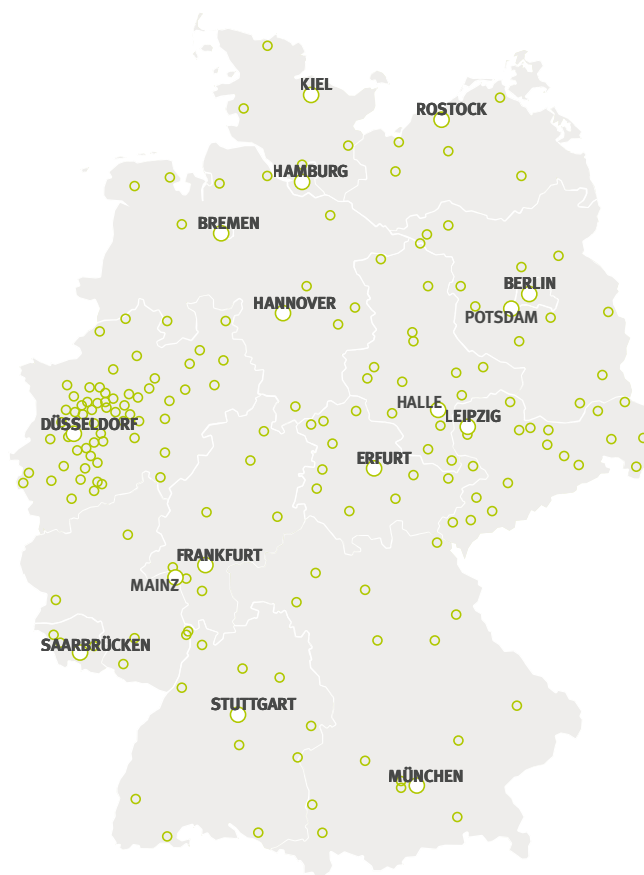 KIEL
ROSTOCK
HAMBURG
BREMEN
BERLIN
HANNOVER
POTSDAM
HALLE
LEIPZIG
DÜSSELDORF
ERFURT
FRANKFURT
MAINZ
SAARBRÜCKEN
STUTTGART
MÜNCHEN